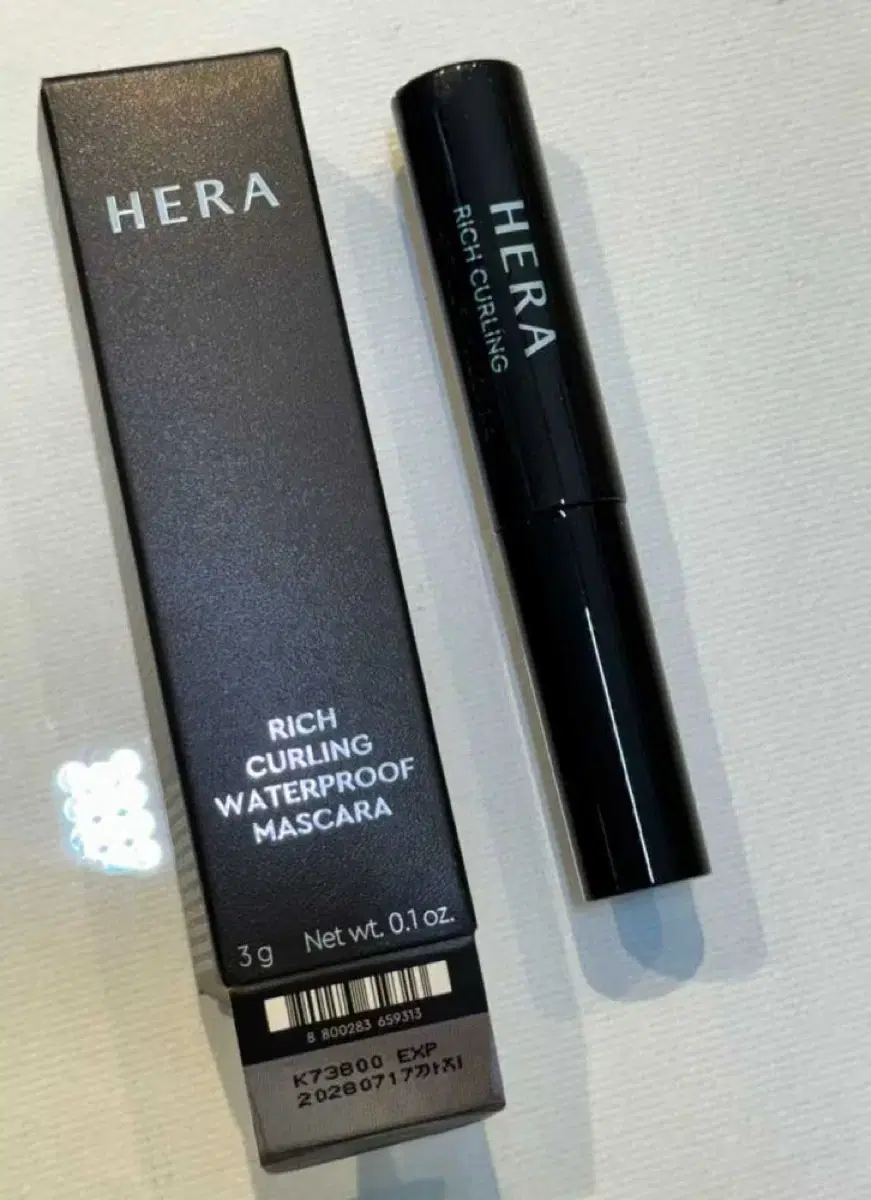 HERA
RICH
CURLING
WATERPROOF
MASCARA
3 g Net wt. 0.1 oz.
8 800283 659313
K73800 EXP
20280717까지
HERA
RICH CURLING